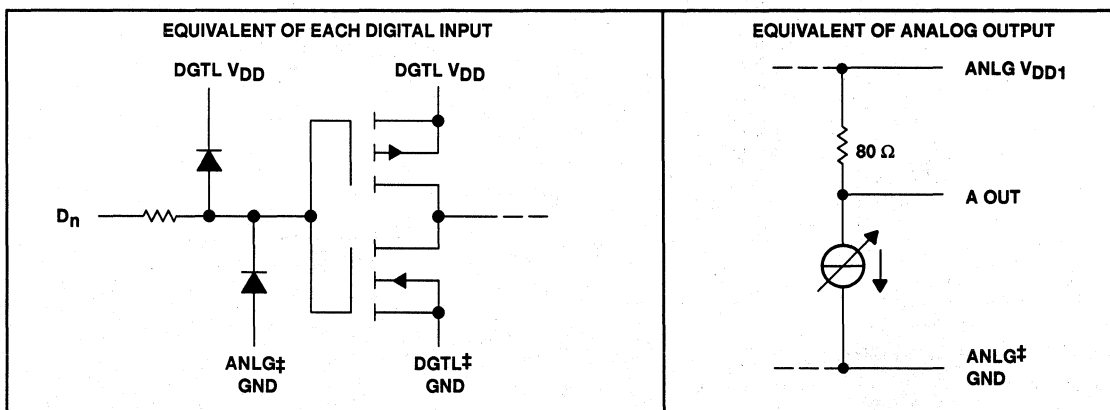 EQUIVALENT OF EACH DIGITAL INPUT
DGTL VDD
DGTL VDD
Dn
ANLG‡
GND
DGTL‡
GND
EQUIVALENT OF ANALOG OUTPUT
ANLG VDD1
80 Ω
A OUT
ANLG‡
GND